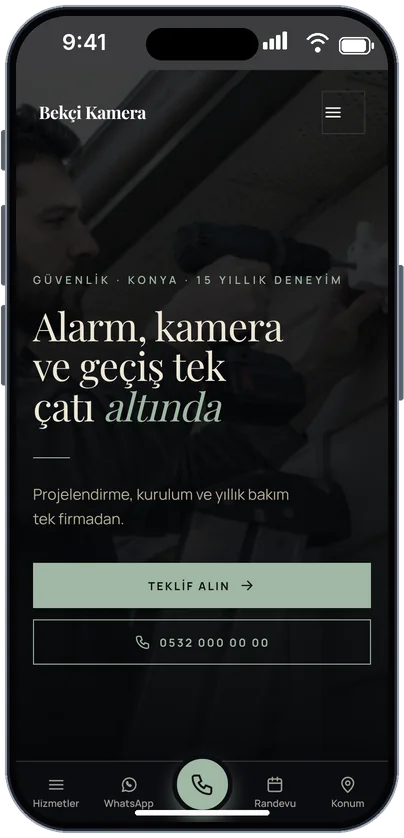 9:41
Bekçi Kamera
GÜVENLİK · KONYA · 15 YILLIK DENEYİM
Alarm, kamera
ve geçiş tek
çatı altında
Projelendirme, kurulum ve yıllık bakım
tek firmadan.
TEKLİF ALIN →
0532 000 00 00
Hizmetler WhatsApp Randevu Konum